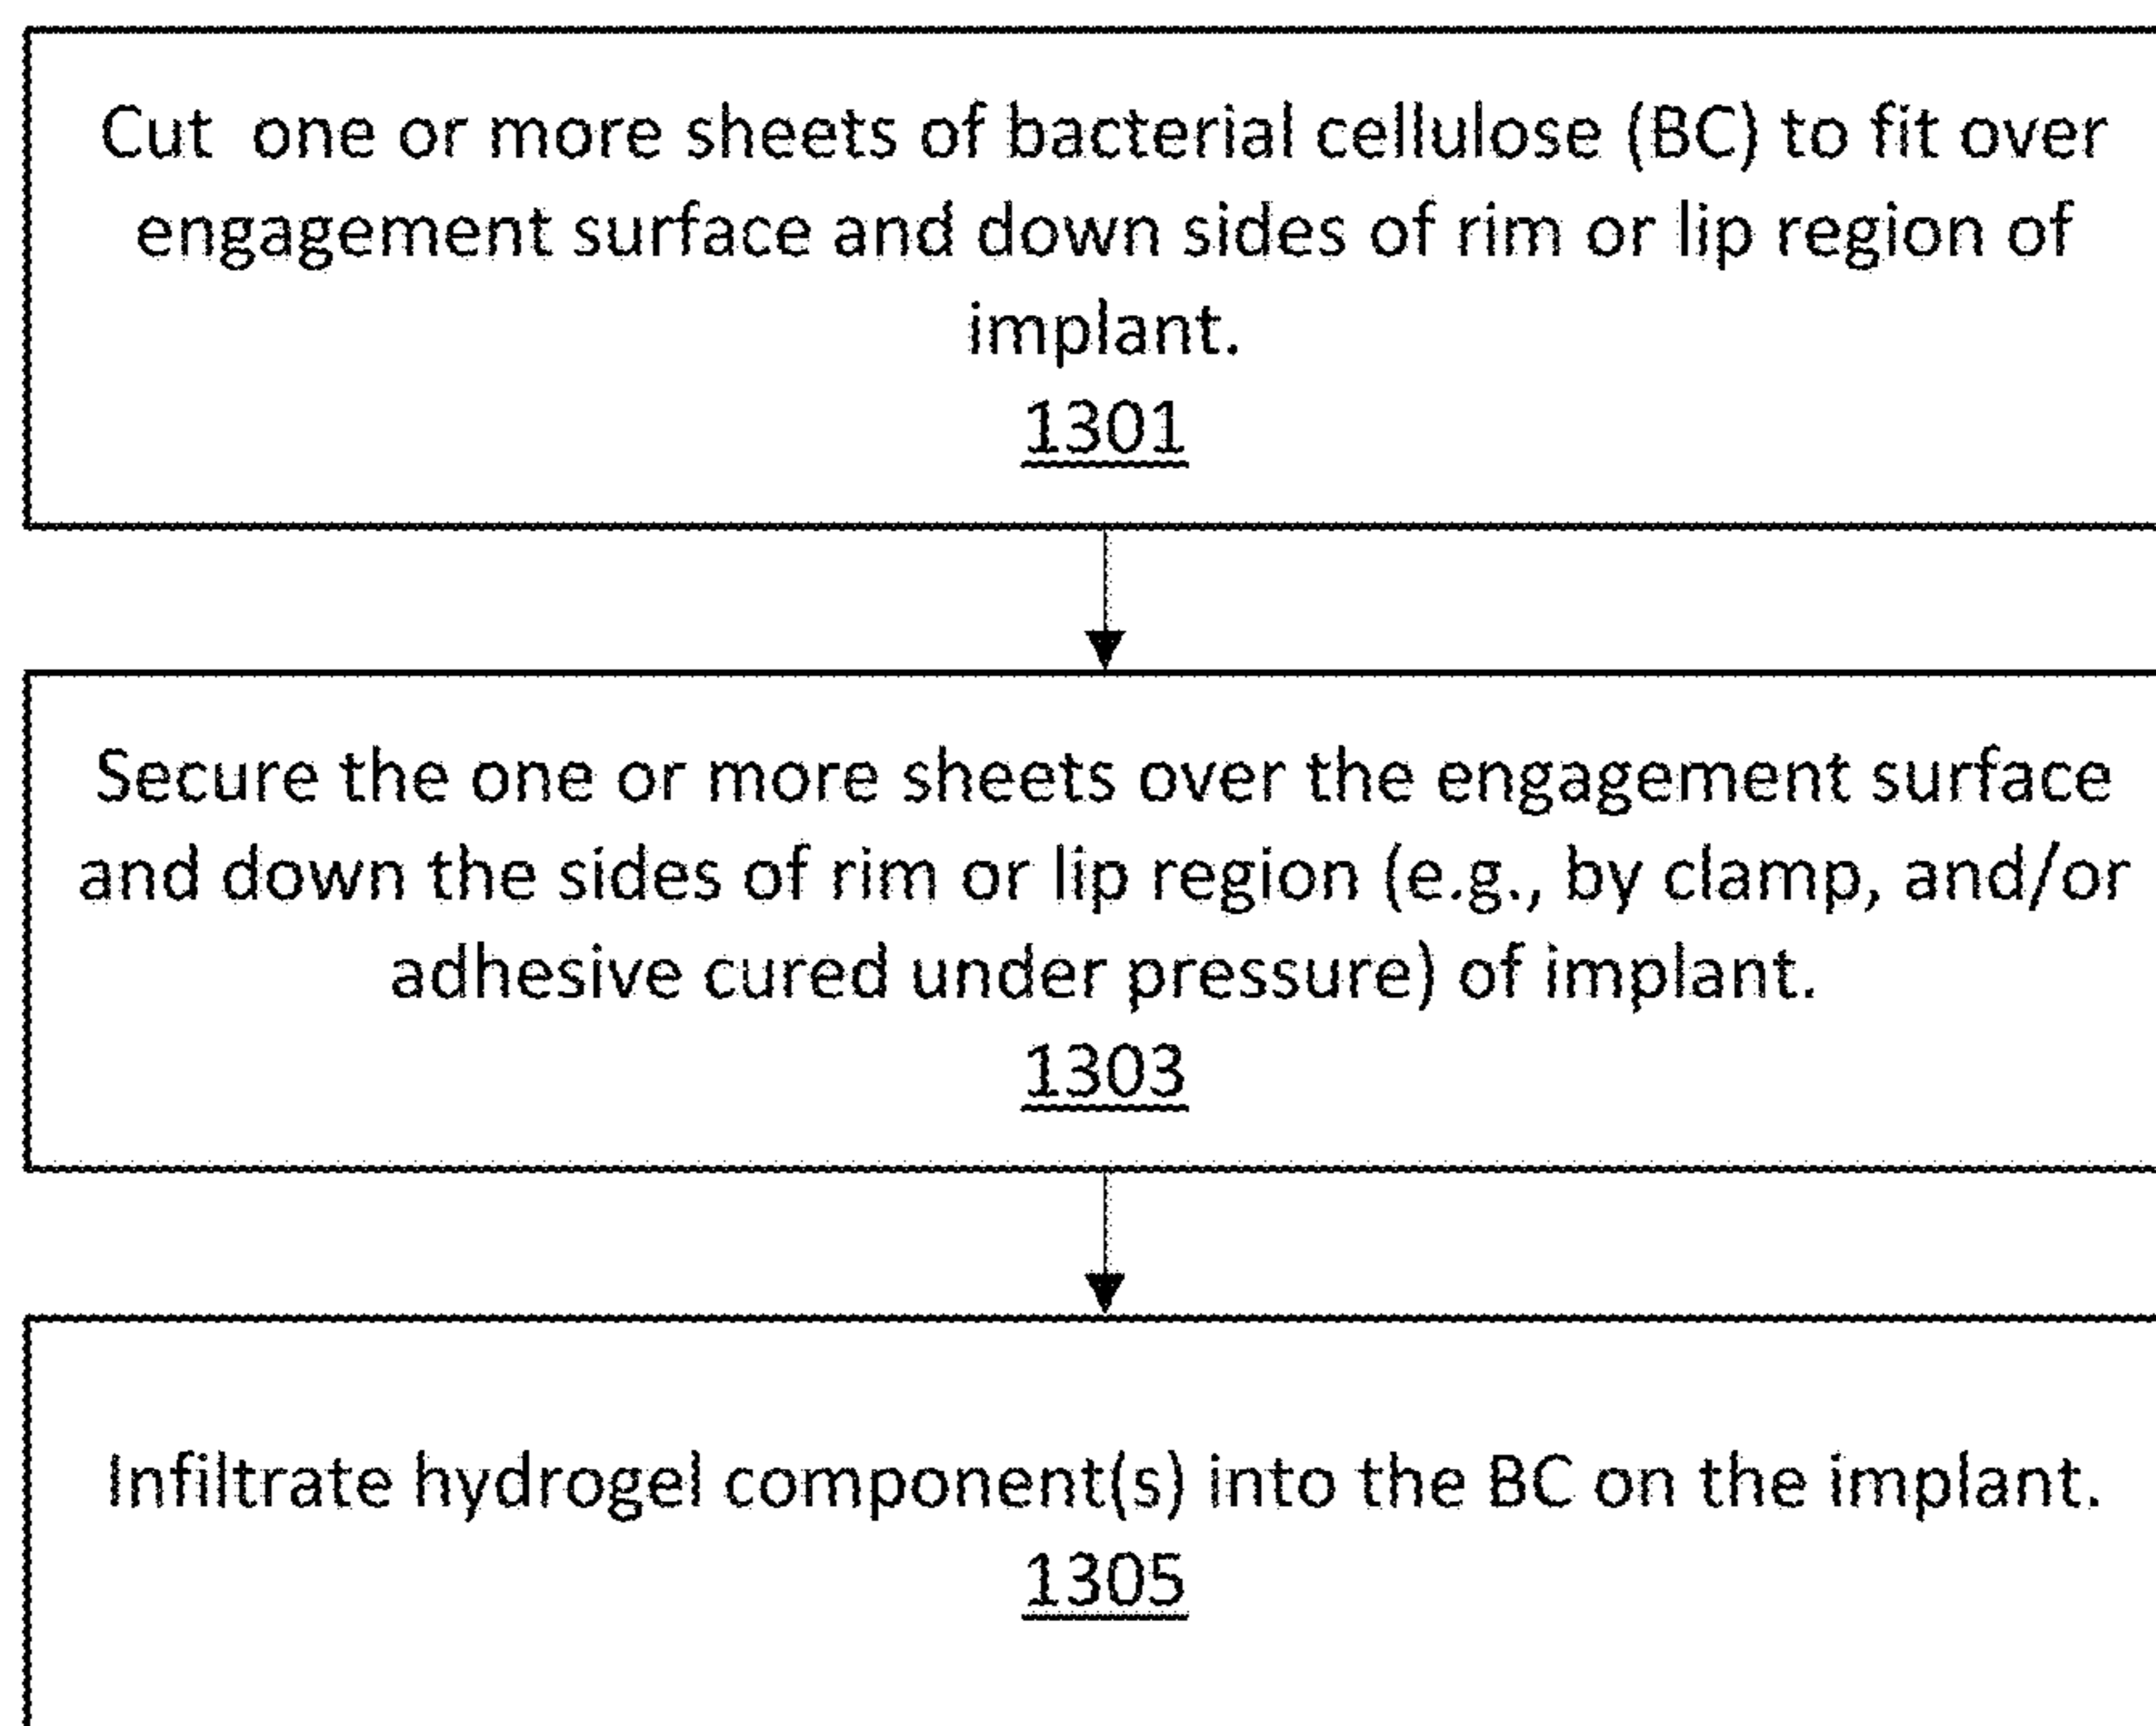 Cut one or more sheets of bacterial cellulose (BC) to fit over
engagement surface and down sides of rim or lip region of
implant.
1301
Secure the one or more sheets over the engagement surface
and down the sides of rim or lip region (e.g., by clamp, and/or
adhesive cured under pressure) of implant.
1303
Infiltrate hydrogel component(s) into the BC on the implant.
1305